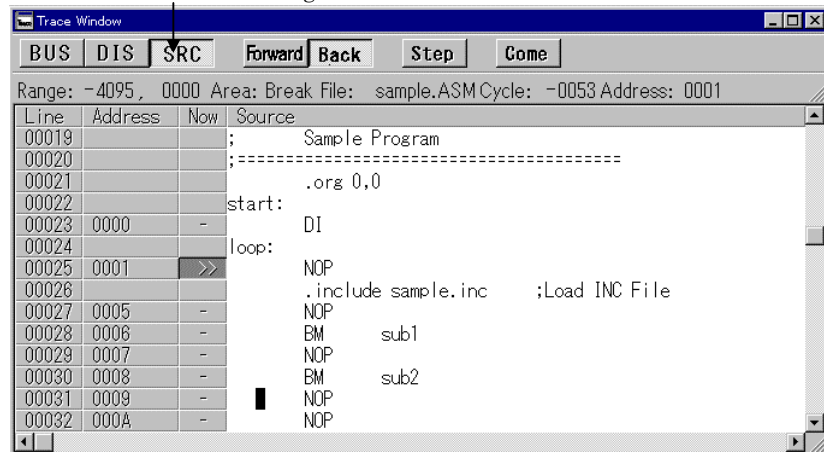 Trace Window
BUS DIS SRC Forward Back Step Come
Range: -4095, 0000 Area: Break File: sample.ASM Cycle: -0053 Address: 0001
Line Address Now Source
00019 ; Sample Program
00020 ;=========================================
00021 .org 0,0
00022 start:
00023 0000 - DI
00024 loop:
00025 0001 >> NOP
00026 .include sample.inc ;Load INC File
00027 0005 - NOP
00028 0006 - BM sub1
00029 0007 - NOP
00030 0008 - BM sub2
00031 0009 - NOP
00032 000A - NOP